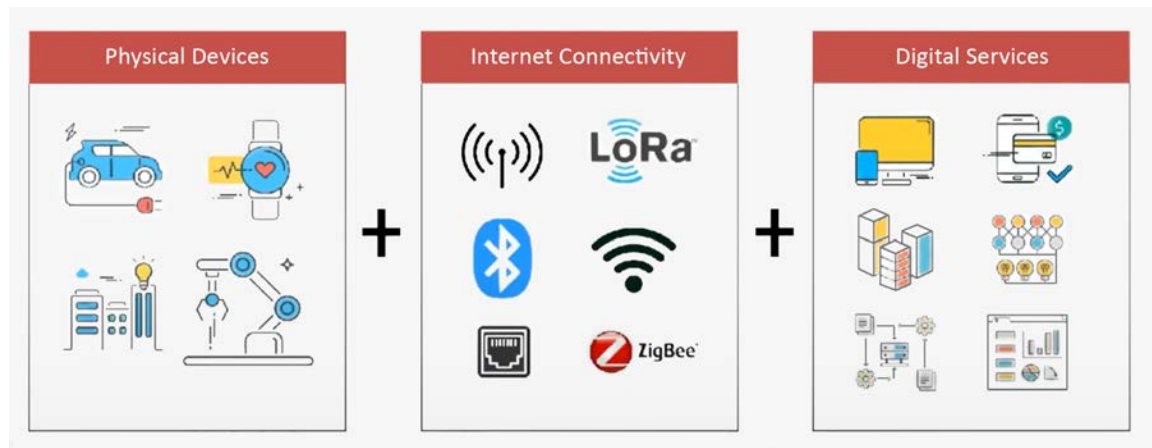 Physical Devices
Internet Connectivity
Digital Services
LoRa
ZigBee
+
+
$